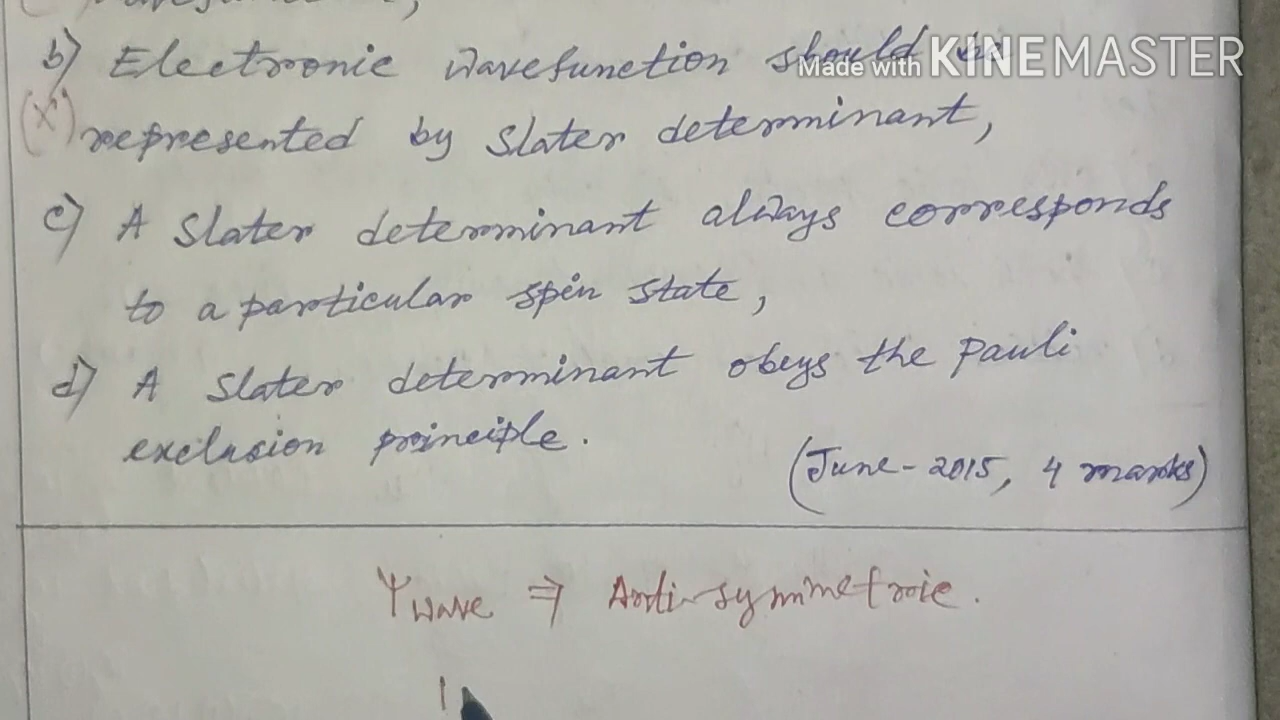 b) Electronic wavefunction should be
Made with KINEMASTER
(x) represented by Slater determinant,
c) A Slater determinant always corresponds
to a particular spin state,
d) A Slater determinant obeys the Pauli
exclusion principle.
(June-2015, 4 marks)
Ψwave ⇒ Anti-symmetric.